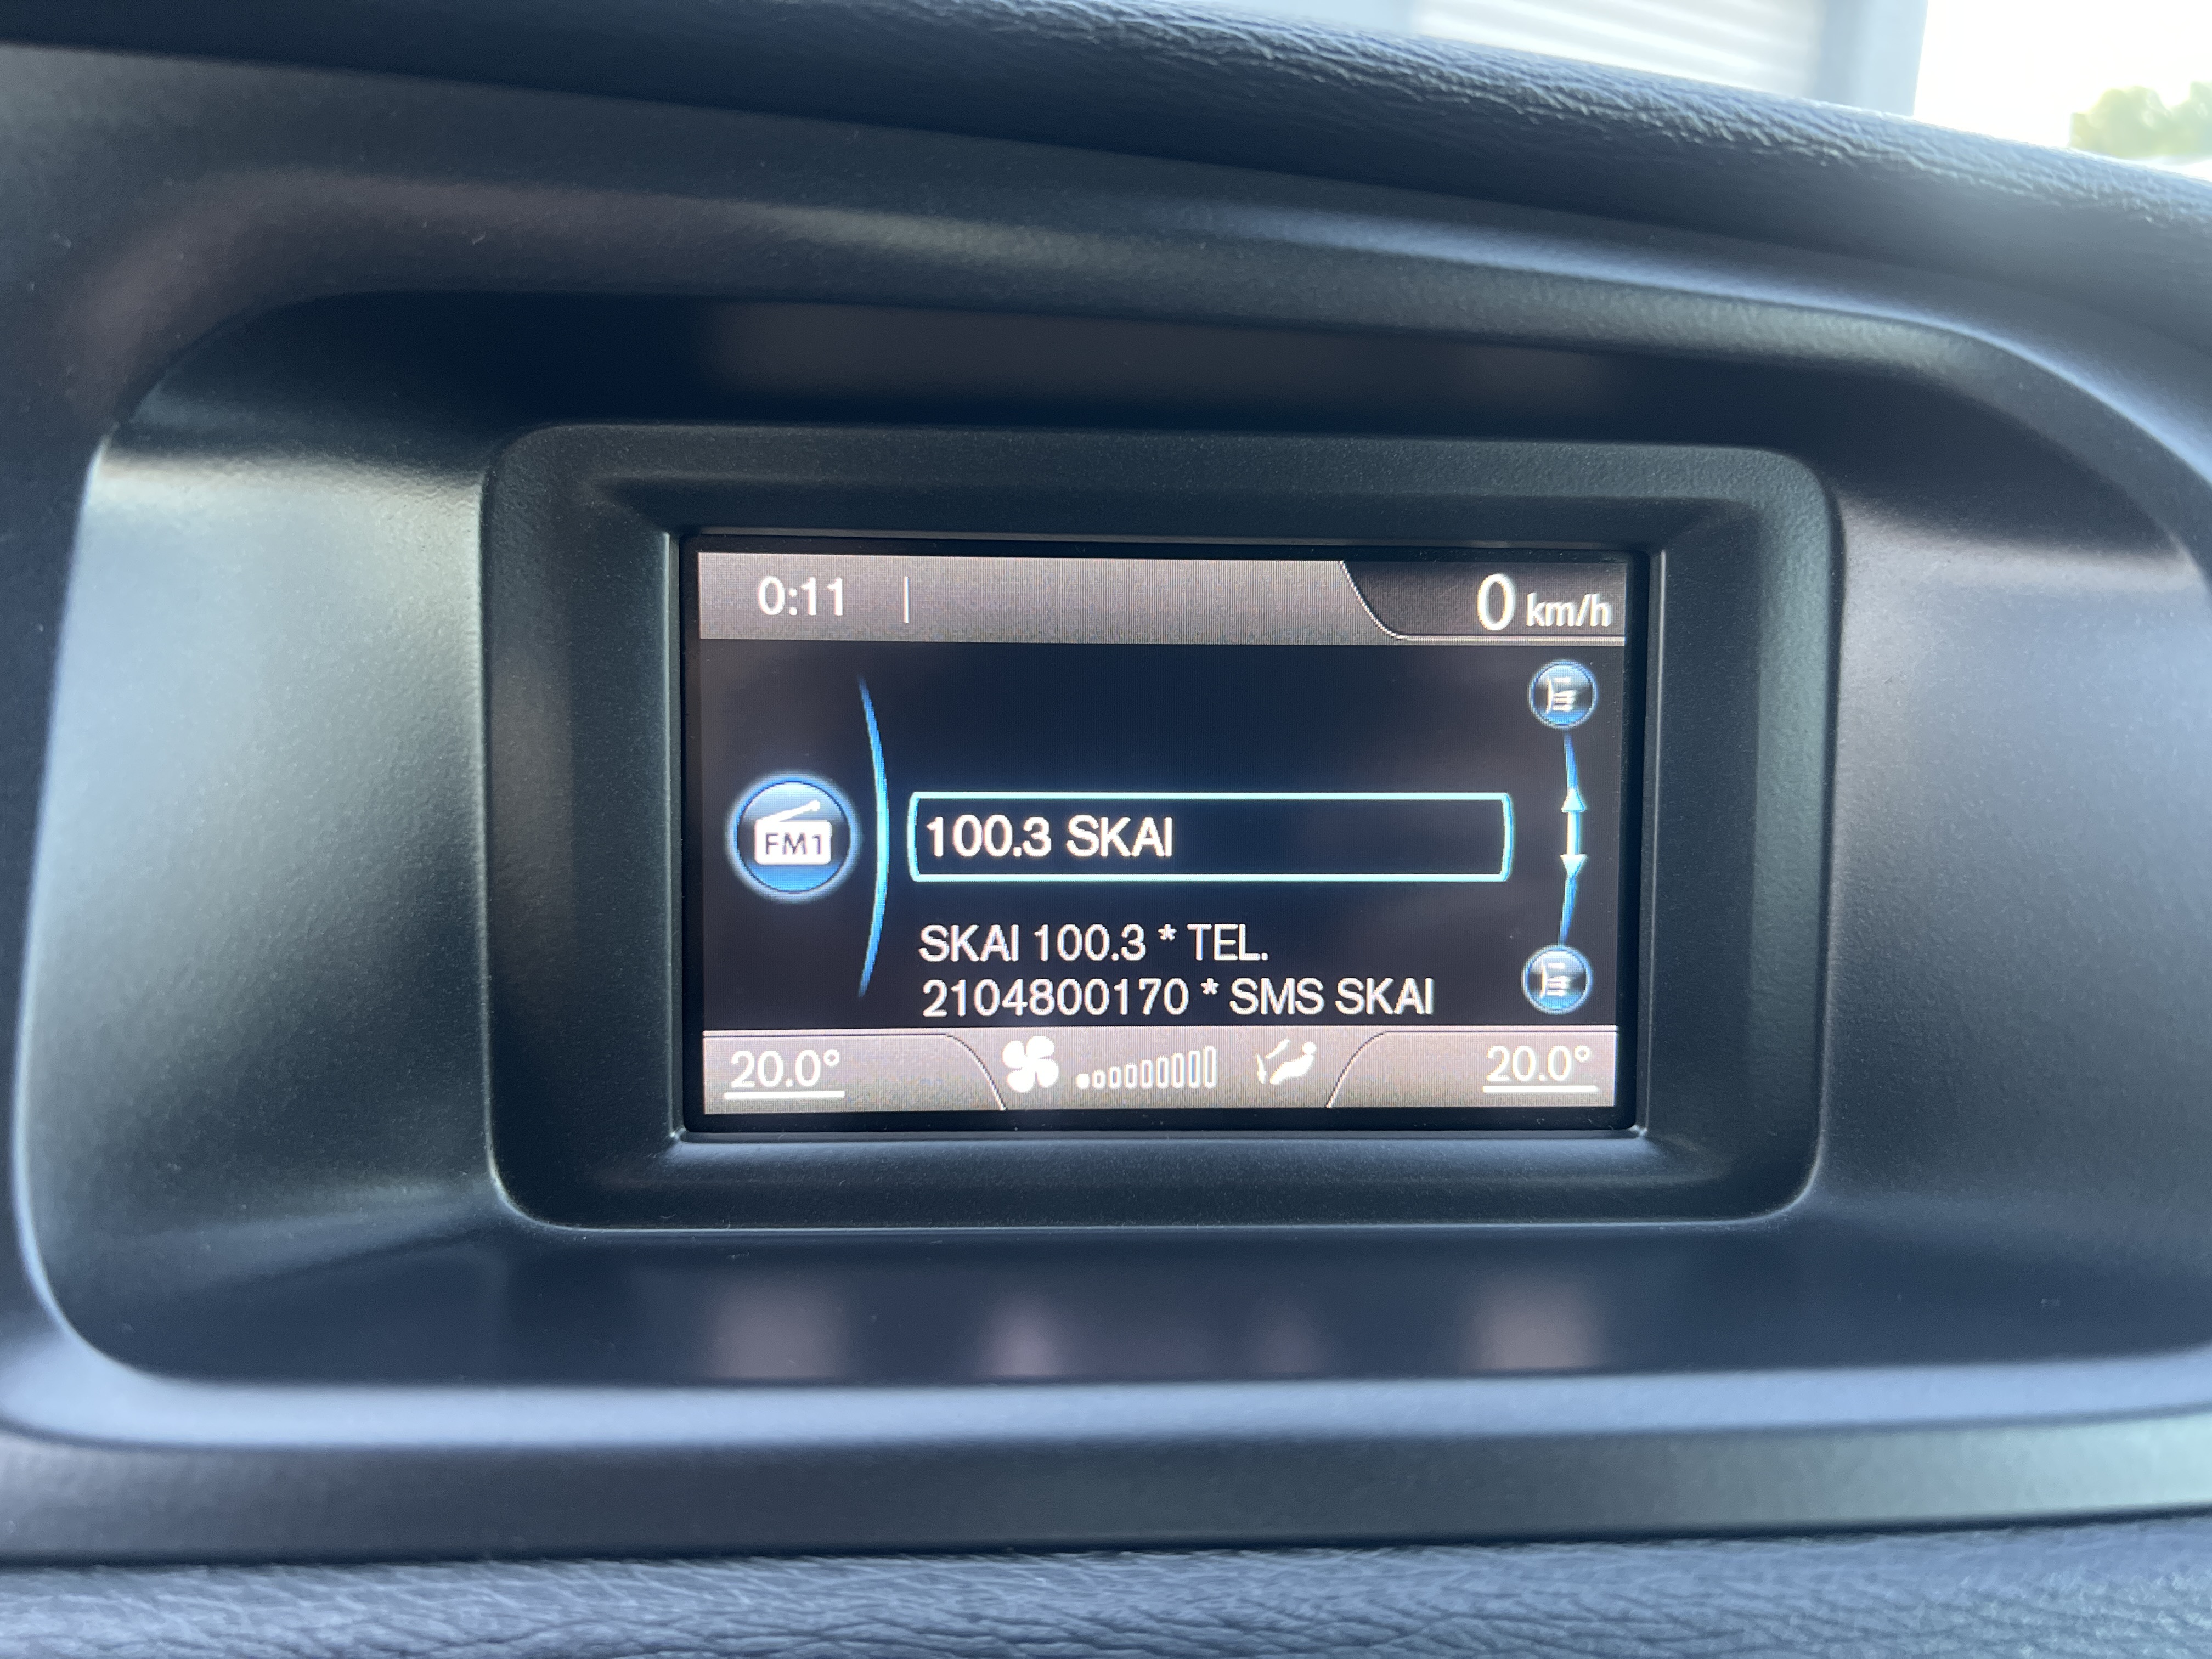 0:11
0 km/h
FM1
100.3 SKAI
SKAI 100.3 * TEL.
2104800170 * SMS SKAI
20.0° 20.0°